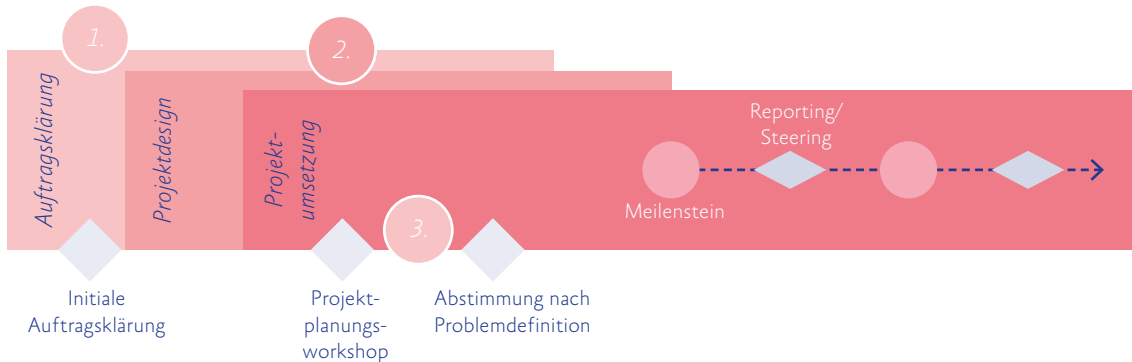 1.
2.
Auftragsklärung
Projektdesign
Projekt-
umsetzung
Reporting/
Steering
Meilenstein
3.
Initiale
Auftragsklärung
Projekt-
planungs-
workshop
Abstimmung nach
Problemdefinition